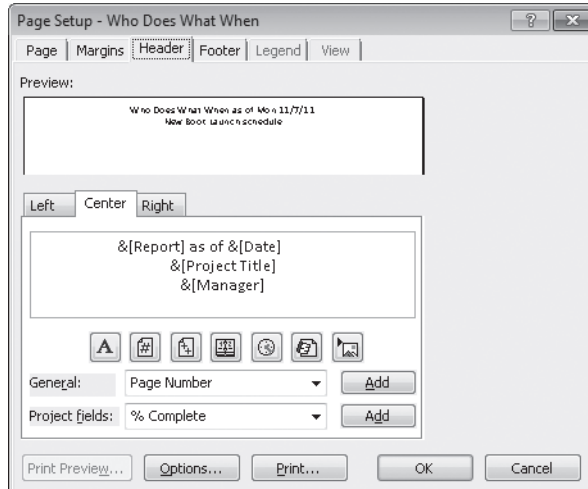 Page Setup - Who Does What When
Page Margins Header Footer Legend View
Preview:
Who Does What When as of Mon 11/7/11
New Boot launch schedule
Left Center Right
&[Report] as of &[Date]
&[Project Title]
&[Manager]
General: Page Number Add
Project fields: % Complete Add
Print Preview... Options... Print... OK Cancel